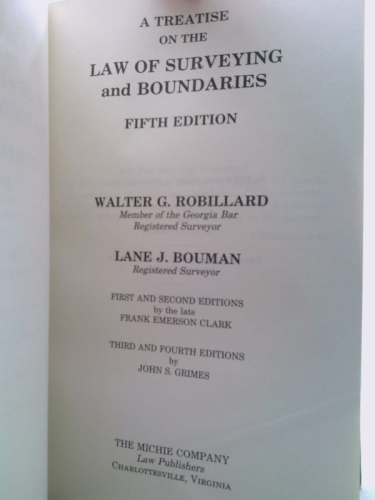 A TREATISE
ON THE
LAW OF SURVEYING
and BOUNDARIES
FIFTH EDITION
WALTER G. ROBILLARD
Member of the Georgia Bar
Registered Surveyor
LANE J. BOUMAN
Registered Surveyor
FIRST AND SECOND EDITIONS
by the late
FRANK EMERSON CLARK
THIRD AND FOURTH EDITIONS
by
JOHN S. GRIMES
THE MICHIE COMPANY
Law Publishers
CHARLOTTESVILLE, VIRGINIA